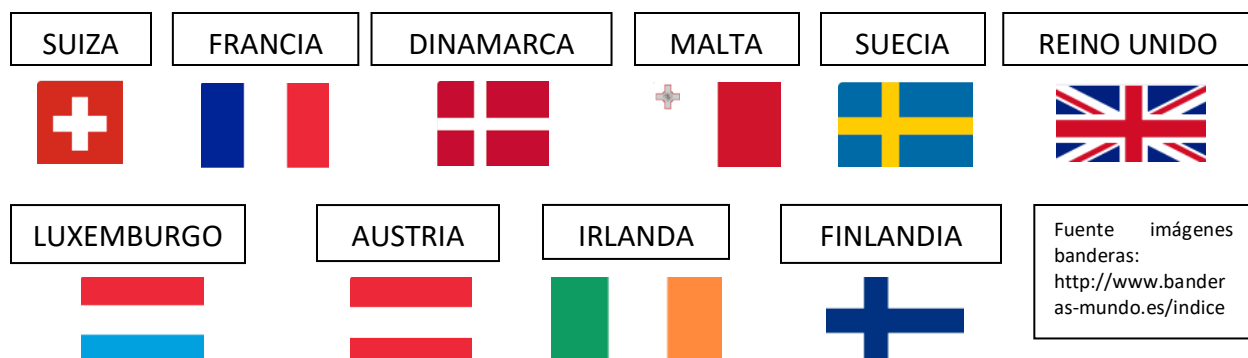 SUIZA FRANCIA DINAMARCA MALTA SUECIA REINO UNIDO
LUXEMBURGO AUSTRIA IRLANDA FINLANDIA
Fuente imágenes
banderas:
http://www.bander
as-mundo.es/indice